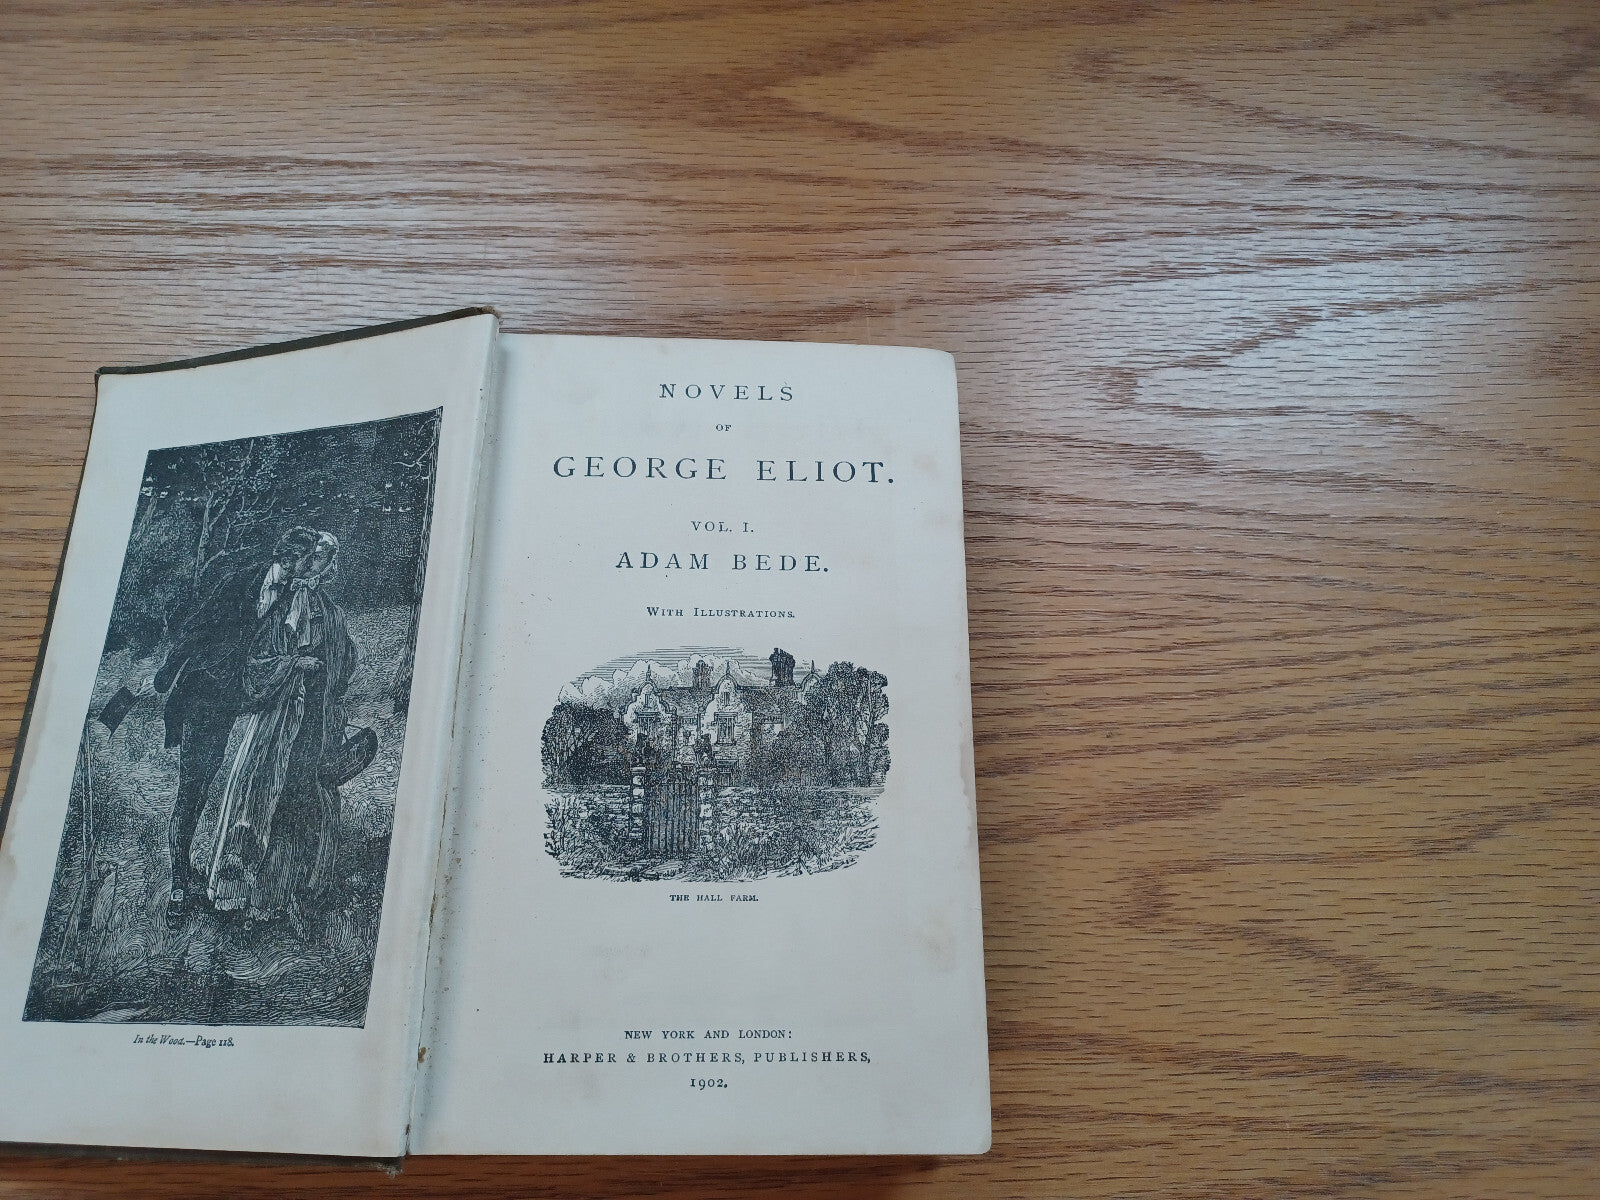 In the Wood.—Page 118.
NOVELS
OF
GEORGE ELIOT.
VOL. I.
ADAM BEDE.
WITH ILLUSTRATIONS.
THE HALL FARM.
NEW YORK AND LONDON:
HARPER & BROTHERS, PUBLISHERS,
1902.